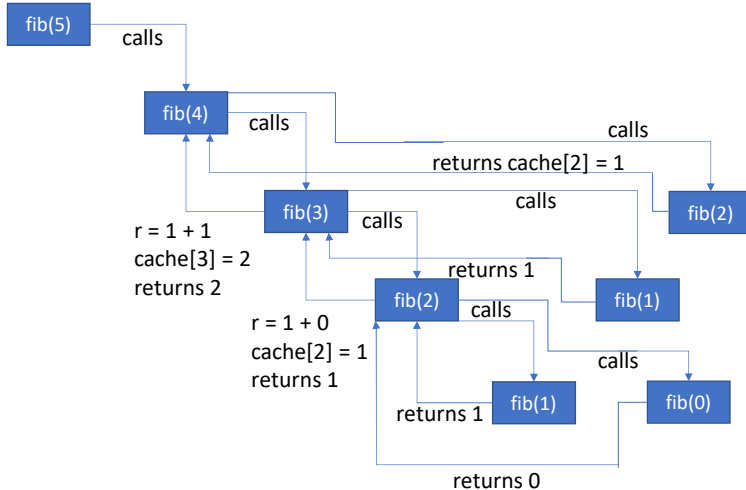 fib(5)
calls
fib(4)
calls
calls
returns cache[2] = 1
fib(3)
calls
calls
fib(2)
r = 1 + 1
cache[3] = 2
returns 2
returns 1
fib(2)
calls
fib(1)
r = 1 + 0
cache[2] = 1
returns 1
calls
returns 1
fib(1)
fib(0)
returns 0